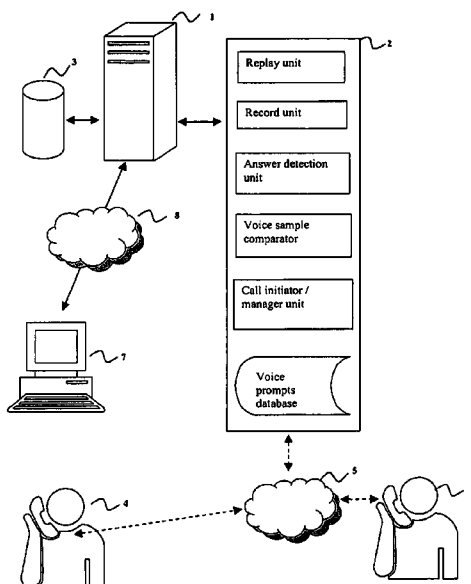 1
2
3
Replay unit
Record unit
Answer detection
unit
Voice sample
comparator
8
Call initiator /
manager unit
7
Voice
prompts
database
5
4